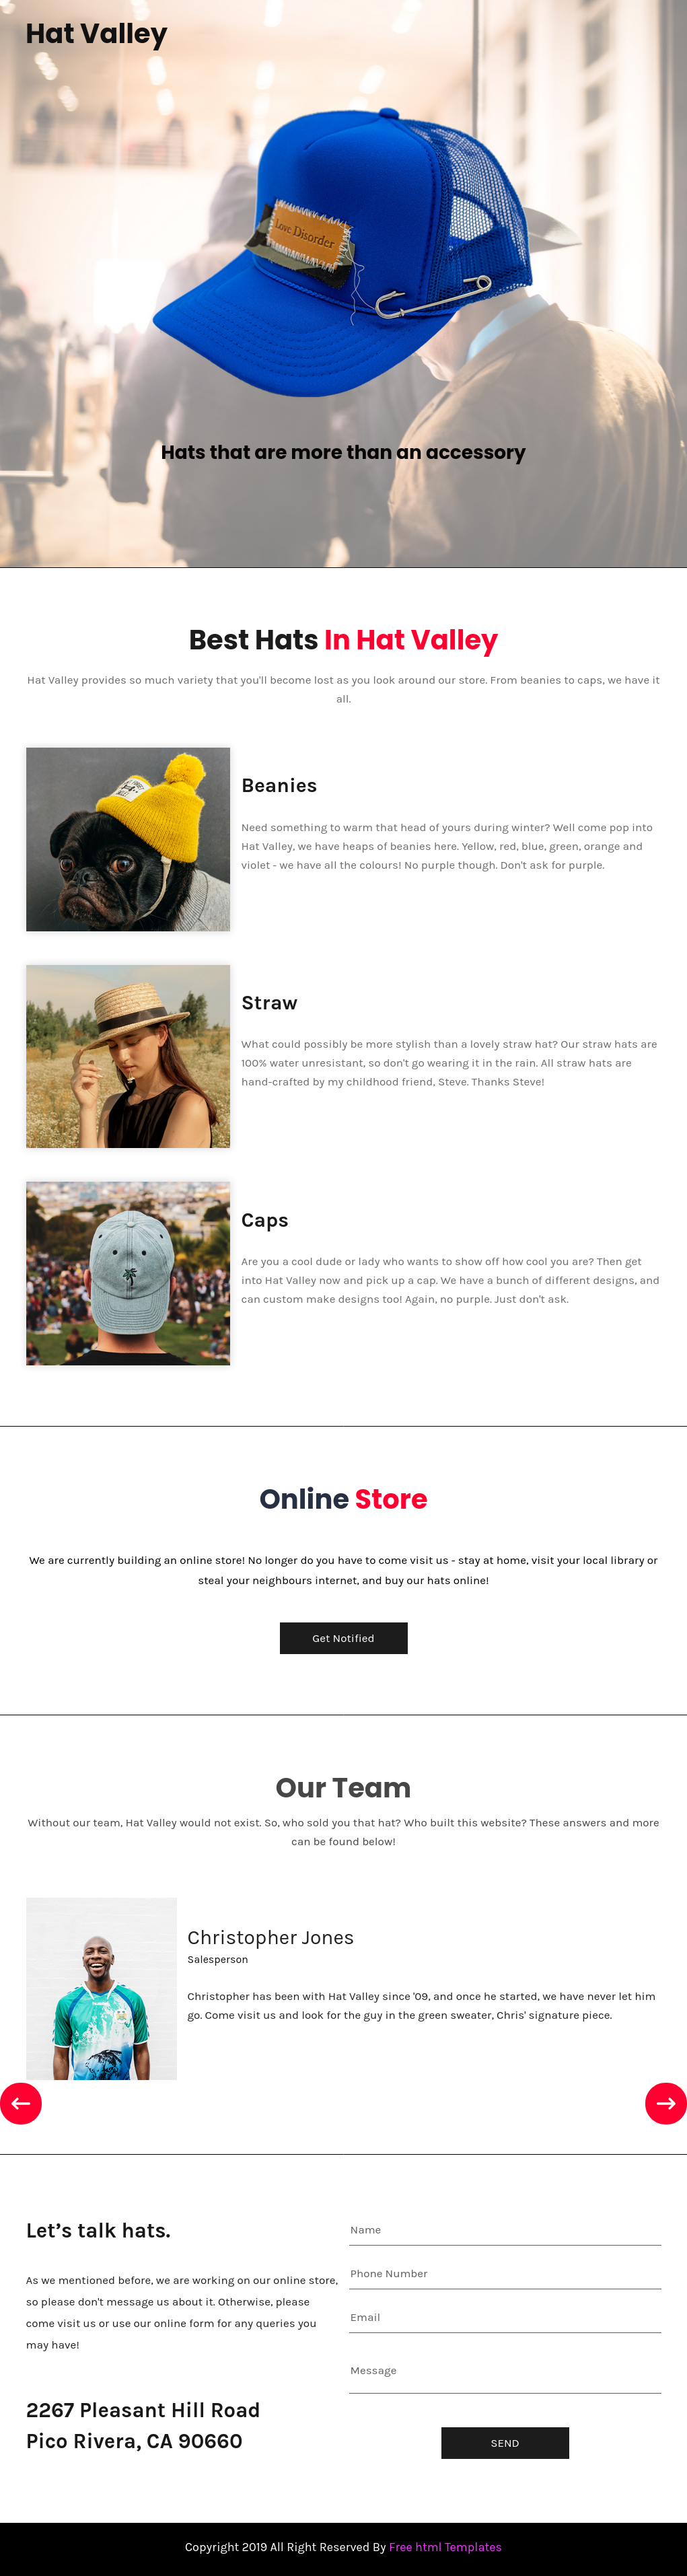 Hat Valley
Love Disorder
Hats that are more than an accessory
Best Hats In Hat Valley
Hat Valley provides so much variety that you'll become lost as you look around our store. From beanies to caps, we have it
all.
Beanies
Need something to warm that head of yours during winter? Well come pop into
Hat Valley, we have heaps of beanies here. Yellow, red, blue, green, orange and
violet - we have all the colours! No purple though. Don't ask for purple.
Straw
What could possibly be more stylish than a lovely straw hat? Our straw hats are
100% water unresistant, so don't go wearing it in the rain. All straw hats are
hand-crafted by my childhood friend, Steve. Thanks Steve!
Caps
Are you a cool dude or lady who wants to show off how cool you are? Then get
into Hat Valley now and pick up a cap. We have a bunch of different designs, and
can custom make designs too! Again, no purple. Just don't ask.
Online Store
We are currently building an online store! No longer do you have to come visit us - stay at home, visit your local library or
steal your neighbours internet, and buy our hats online!
Get Notified
Our Team
Without our team, Hat Valley would not exist. So, who sold you that hat? Who built this website? These answers and more
can be found below!
Christopher Jones
Salesperson
Christopher has been with Hat Valley since '09, and once he started, we have never let him
go. Come visit us and look for the guy in the green sweater, Chris' signature piece.
Let's talk hats.
As we mentioned before, we are working on our online store,
so please don't message us about it. Otherwise, please
come visit us or use our online form for any queries you
may have!
2267 Pleasant Hill Road
Pico Rivera, CA 90660
Name
Phone Number
Email
Message
SEND
Copyright 2019 All Right Reserved By Free html Templates